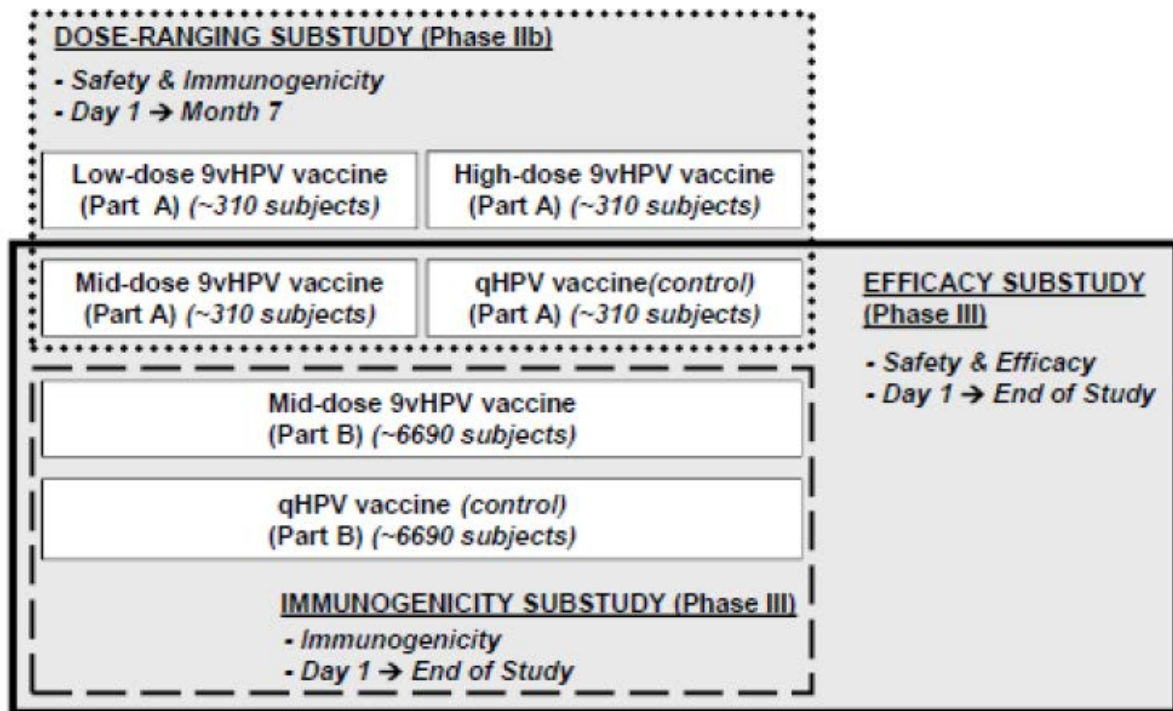 DOSE-RANGING SUBSTUDY (Phase IIb)
- Safety & Immunogenicity
- Day 1 → Month 7
Low-dose 9vHPV vaccine
(Part A) (~310 subjects)
High-dose 9vHPV vaccine
(Part A) (~310 subjects)
Mid-dose 9vHPV vaccine
(Part A) (~310 subjects)
qHPV vaccine(control)
(Part A) (~310 subjects)
EFFICACY SUBSTUDY
(Phase III)
- Safety & Efficacy
- Day 1 → End of Study
Mid-dose 9vHPV vaccine
(Part B) (~6690 subjects)
qHPV vaccine (control)
(Part B) (~6690 subjects)
IMMUNOGENICITY SUBSTUDY (Phase III)
- Immunogenicity
- Day 1 → End of Study